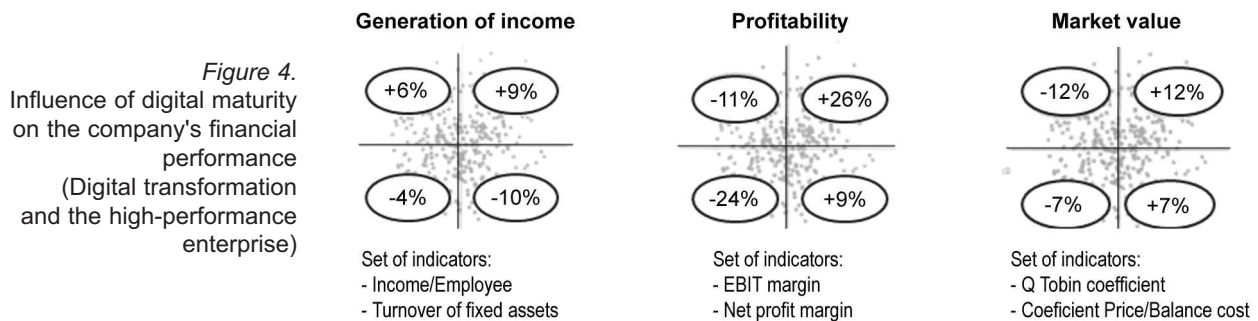 Figure 4.
Influence of digital maturity
on the company's financial
performance
(Digital transformation
and the high-performance
enterprise)
Generation of income
+6%
+9%
-4%
-10%
Set of indicators:
- Income/Employee
- Turnover of fixed assets
Profitability
-11%
+26%
-24%
+9%
Set of indicators:
- EBIT margin
- Net profit margin
Market value
-12%
+12%
-7%
+7%
Set of indicators:
- Q Tobin coefficient
- Coeficient Price/Balance cost